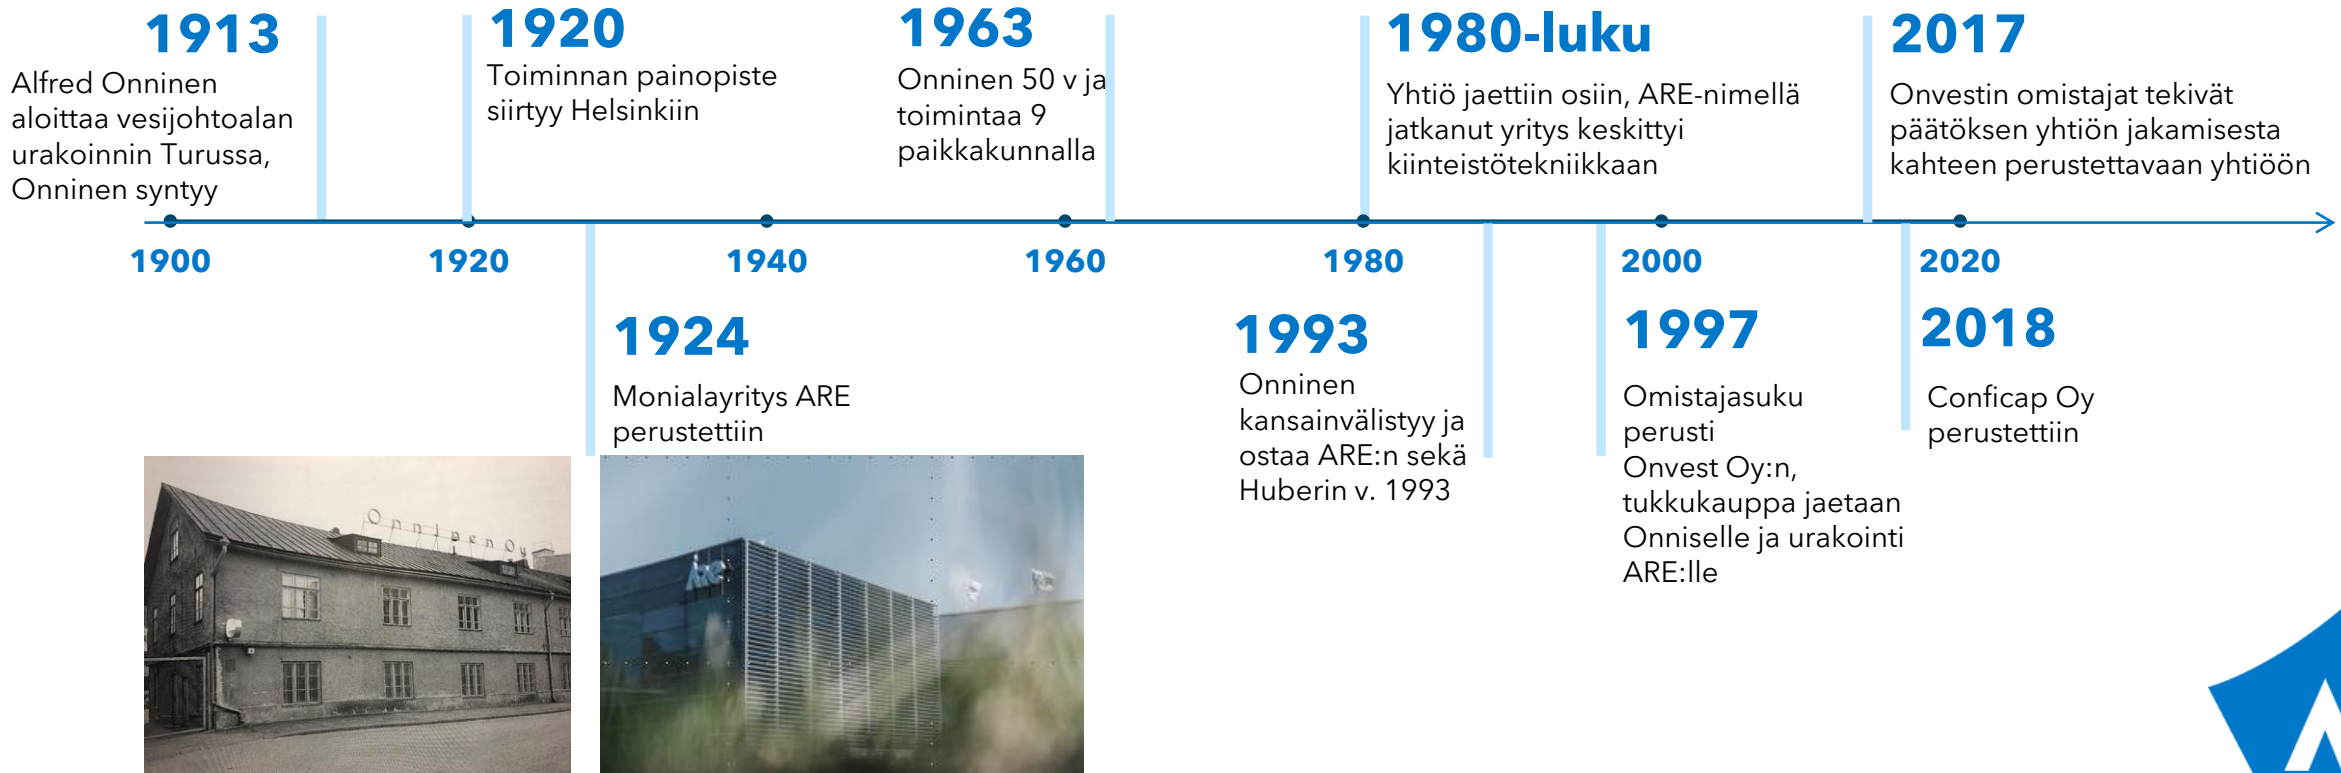 1913
Alfred Onninen
aloittaa vesijohtoalan
urakoinnin Turussa,
Onninen syntyy
1920
Toiminnan painopiste
siirtyy Helsinkiin
1963
Onninen 50 v ja
toimintaa 9
paikkakunnalla
1980-luku
Yhtiö jaettiin osiin, ARE-nimellä
jatkanut yritys keskittyi
kiinteistötekniikkaan
2017
Onvestin omistajat tekivät
päätöksen yhtiön jakamisesta
kahteen perustettavaan yhtiöön
1900
1920
1940
1960
1980
2000
2020
1924
Monialayritys ARE
perustettiin
1993
Onninen
kansainvälistyy ja
ostaa ARE:n sekä
Huberin v. 1993
1997
Omistajasuku
perusti
Onvest Oy:n,
tukkukauppa jaetaan
Onniselle ja urakointi
ARE:lle
2018
Conficap Oy
perustettiin
Onninen Oy
Are